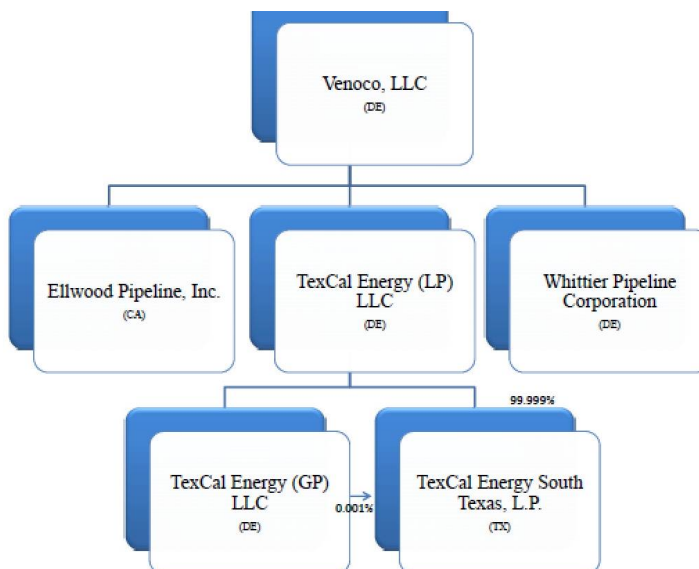 Venoco, LLC
(DE)
Ellwood Pipeline, Inc.
(CA)
TexCal Energy (LP)
LLC
(DE)
Whittier Pipeline
Corporation
(DE)
99.999%
TexCal Energy (GP)
LLC
(DE)
0.001%
TexCal Energy South
Texas, L.P.
(TX)